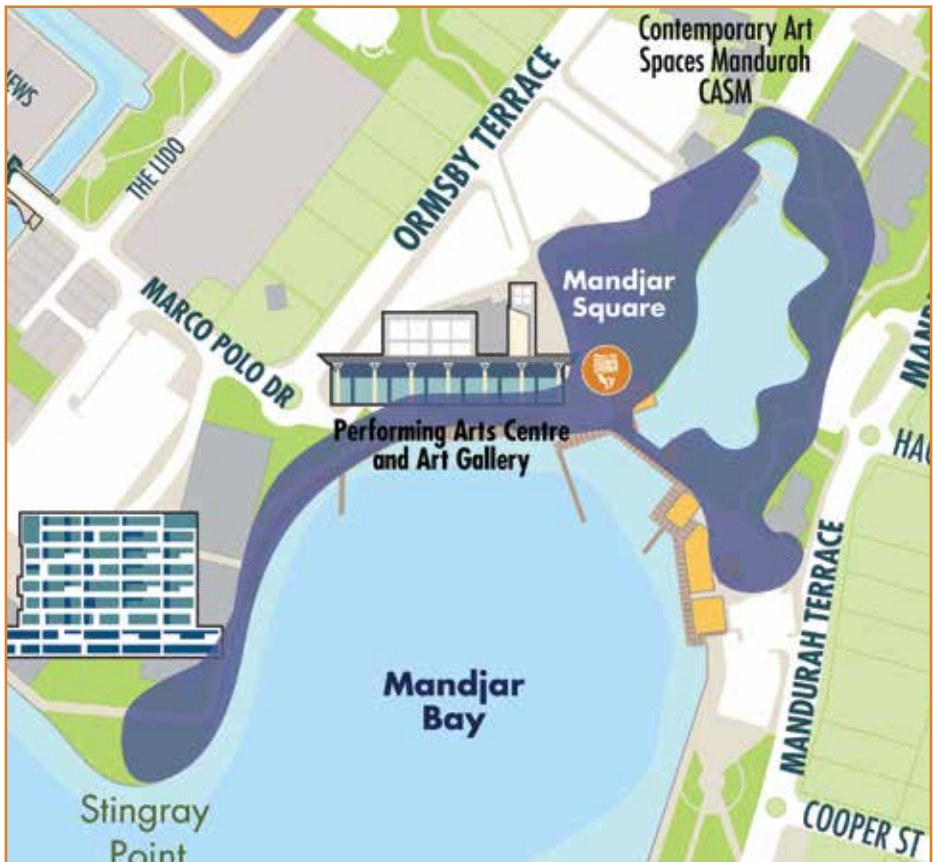 Contemporary Art
Spaces Mandurah
CASM
THE LIDO
ORMSBY TERRACE
Mandjar
Square
MARCO POLO DR
Performing Arts Centre
and Art Gallery
MANDURAH TERRACE
Mandjar
Bay
COOPER ST
Stingray
Point